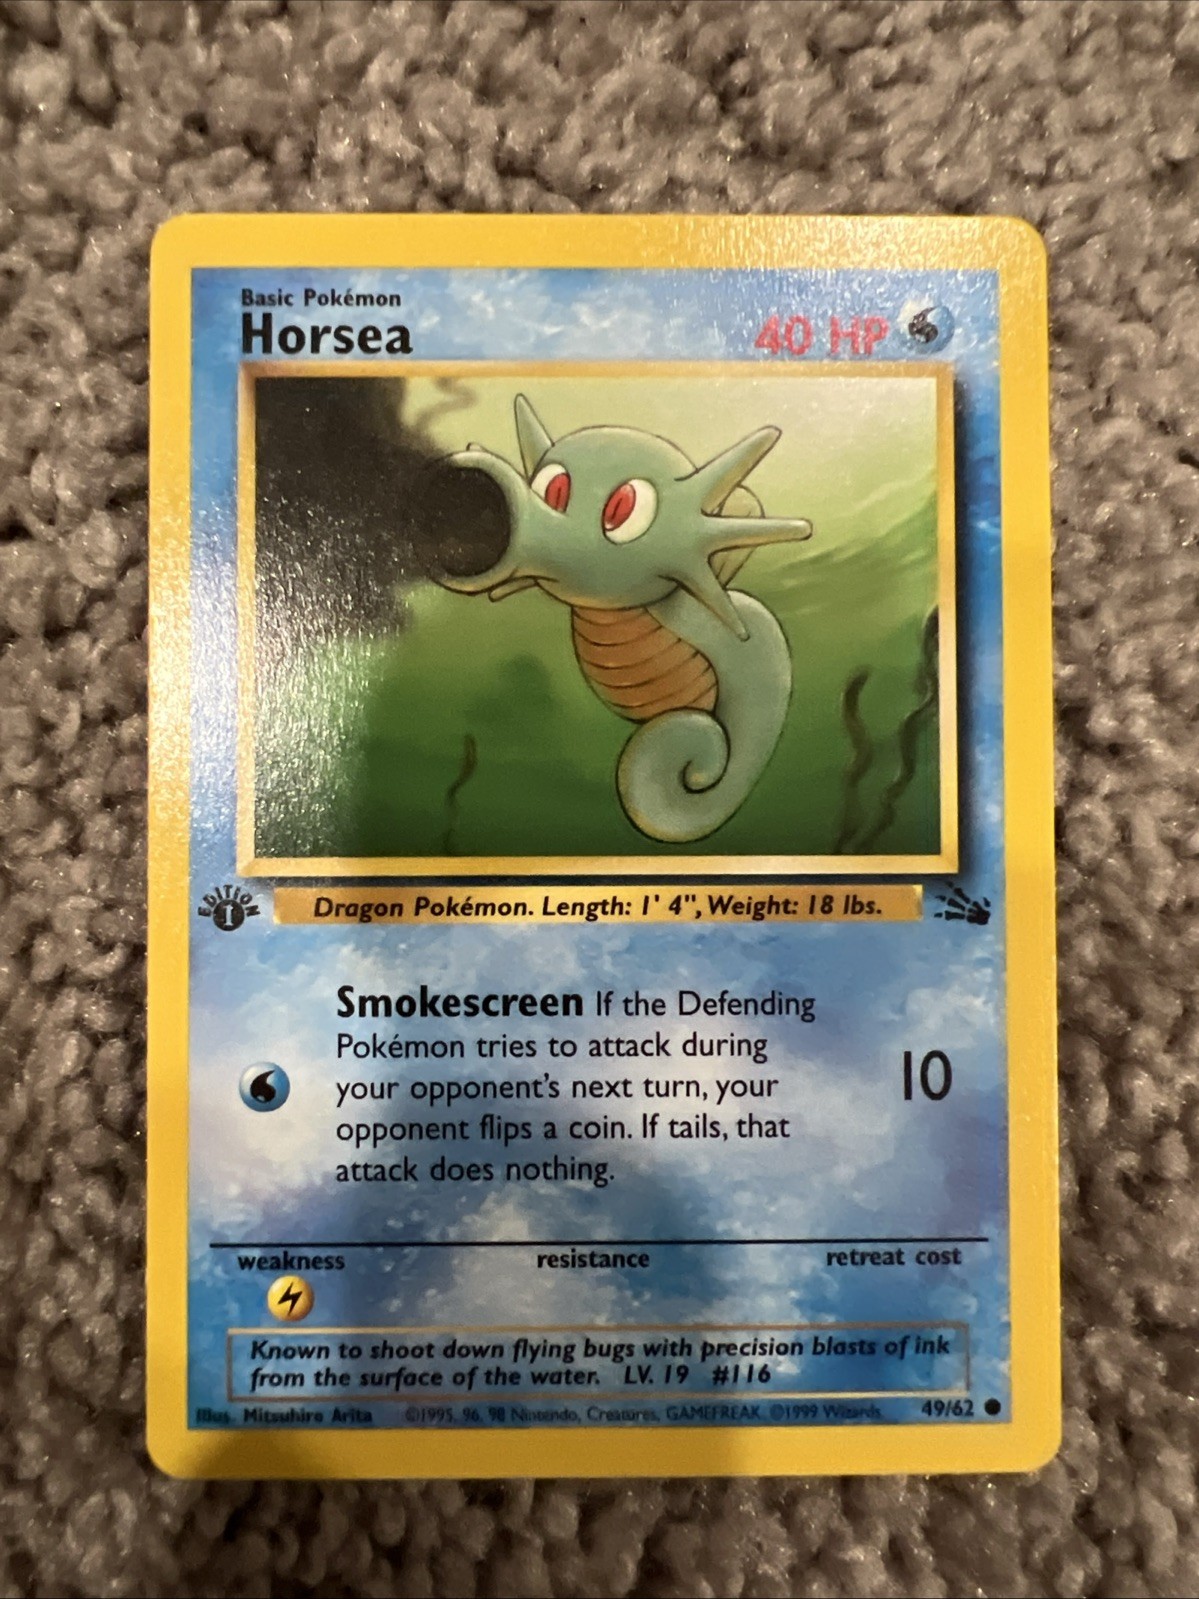 Basic Pokémon
Horsea
40 HP
EDITION
1
Dragon Pokémon. Length: 1' 4", Weight: 18 lbs.
Smokescreen If the Defending
Pokémon tries to attack during
your opponent's next turn, your
opponent flips a coin. If tails, that
attack does nothing.
10
weakness resistance retreat cost
Known to shoot down flying bugs with precision blasts of ink
from the surface of the water. LV. 19 #116
Illus. Mitsuhiro Arita ©1995, 96, 98 Nintendo, Creatures, GAMEFREAK. ©1999 Wizards. 49/62